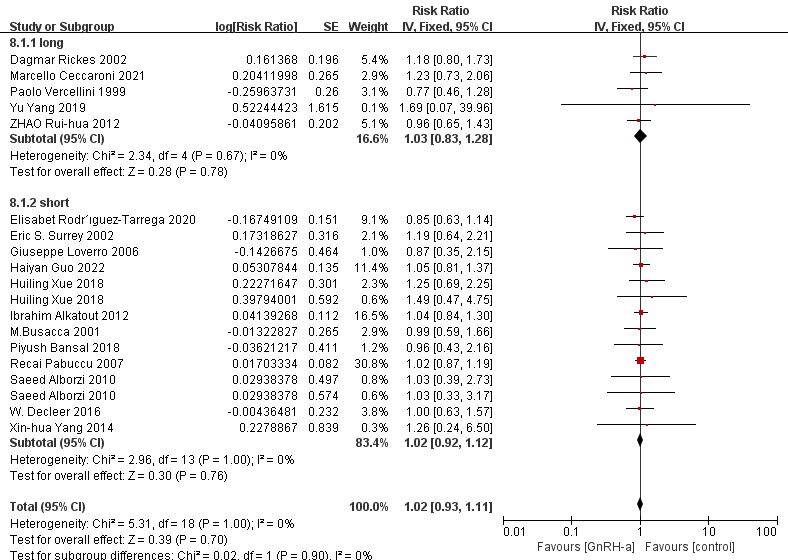 Risk Ratio Risk Ratio
Study or Subgroup log[Risk Ratio] SE Weight IV, Fixed, 95% CI IV, Fixed, 95% CI
8.1.1 long
Dagmar Rickes 2002 0.161368 0.196 5.4% 1.18 [0.80, 1.73]
Marcello Ceccaroni 2021 0.20411998 0.265 2.9% 1.23 [0.73, 2.06]
Paolo Vercellini 1999 -0.25963731 0.26 3.1% 0.77 [0.46, 1.28]
Yu Yang 2019 0.52244423 1.615 0.1% 1.69 [0.07, 39.96]
ZHAO Rui-hua 2012 -0.04095861 0.202 5.1% 0.96 [0.65, 1.43]
Subtotal (95% CI) 16.6% 1.03 [0.83, 1.28]
Heterogeneity: Chi² = 2.34, df = 4 (P = 0.67); I² = 0%
Test for overall effect: Z = 0.28 (P = 0.78)
8.1.2 short
Elisabet Rodr´ıguez-Tarrega 2020 -0.16749109 0.151 9.1% 0.85 [0.63, 1.14]
Eric S. Surrey 2002 0.17318627 0.316 2.1% 1.19 [0.64, 2.21]
Giuseppe Loverro 2006 -0.1426675 0.464 1.0% 0.87 [0.35, 2.15]
Haiyan Guo 2022 0.05307844 0.135 11.4% 1.05 [0.81, 1.37]
Huiling Xue 2018 0.22271647 0.301 2.3% 1.25 [0.69, 2.25]
Huiling Xue 2018 0.39794001 0.592 0.6% 1.49 [0.47, 4.75]
Ibrahim Alkatout 2012 0.04139268 0.112 16.5% 1.04 [0.84, 1.30]
M.Busacca 2001 -0.01322827 0.265 2.9% 0.99 [0.59, 1.66]
Piyush Bansal 2018 -0.03621217 0.411 1.2% 0.96 [0.43, 2.16]
Recai Pabuccu 2007 0.01703334 0.082 30.8% 1.02 [0.87, 1.19]
Saeed Alborzi 2010 0.02938378 0.497 0.8% 1.03 [0.39, 2.73]
Saeed Alborzi 2010 0.02938378 0.574 0.6% 1.03 [0.33, 3.17]
W. Decleer 2016 -0.00436481 0.232 3.8% 1.00 [0.63, 1.57]
Xin-hua Yang 2014 0.2278867 0.839 0.3% 1.26 [0.24, 6.50]
Subtotal (95% CI) 83.4% 1.02 [0.92, 1.12]
Heterogeneity: Chi² = 2.96, df = 13 (P = 1.00); I² = 0%
Test for overall effect: Z = 0.30 (P = 0.76)
Total (95% CI) 100.0% 1.02 [0.93, 1.11]
Heterogeneity: Chi² = 5.31, df = 18 (P = 1.00); I² = 0%
Test for overall effect: Z = 0.39 (P = 0.70)
Test for subgroup differences: Chi² = 0.02, df = 1 (P = 0.90), I² = 0%
0.01 0.1 1 10 100
Favours [GnRH-a] Favours [control]